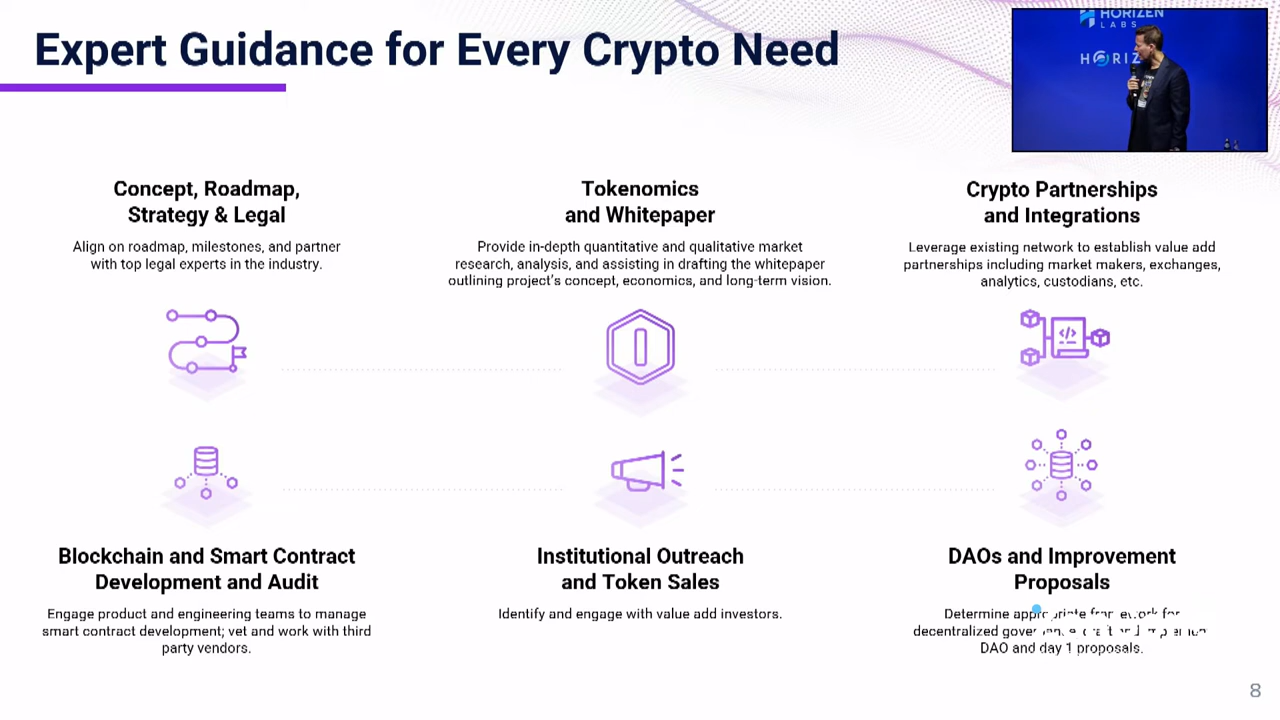 Expert Guidance for Every Crypto Need
HORIZEN
LABS
HORIZ
Concept, Roadmap,
Strategy & Legal
Align on roadmap, milestones, and partner
with top legal experts in the industry.
Tokenomics
and Whitepaper
Provide in-depth quantitative and qualitative market
research, analysis, and assisting in drafting the whitepaper
outlining project's concept, economics, and long-term vision.
Crypto Partnerships
and Integrations
Leverage existing network to establish value add
partnerships including market makers, exchanges,
analytics, custodians, etc.
Blockchain and Smart Contract
Development and Audit
Engage product and engineering teams to manage
smart contract development; vet and work with third
party vendors.
Institutional Outreach
and Token Sales
Identify and engage with value add investors.
DAOs and Improvement
Proposals
Determine appropriate framework for
decentralized
DAO and day 1 proposals.
8